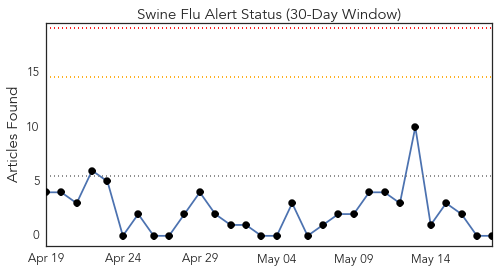 Swine Flu Alert Status (30-Day Window)
Articles Found
15
10
5
0
Apr 19 Apr 24 Apr 29 May 04 May 09 May 14